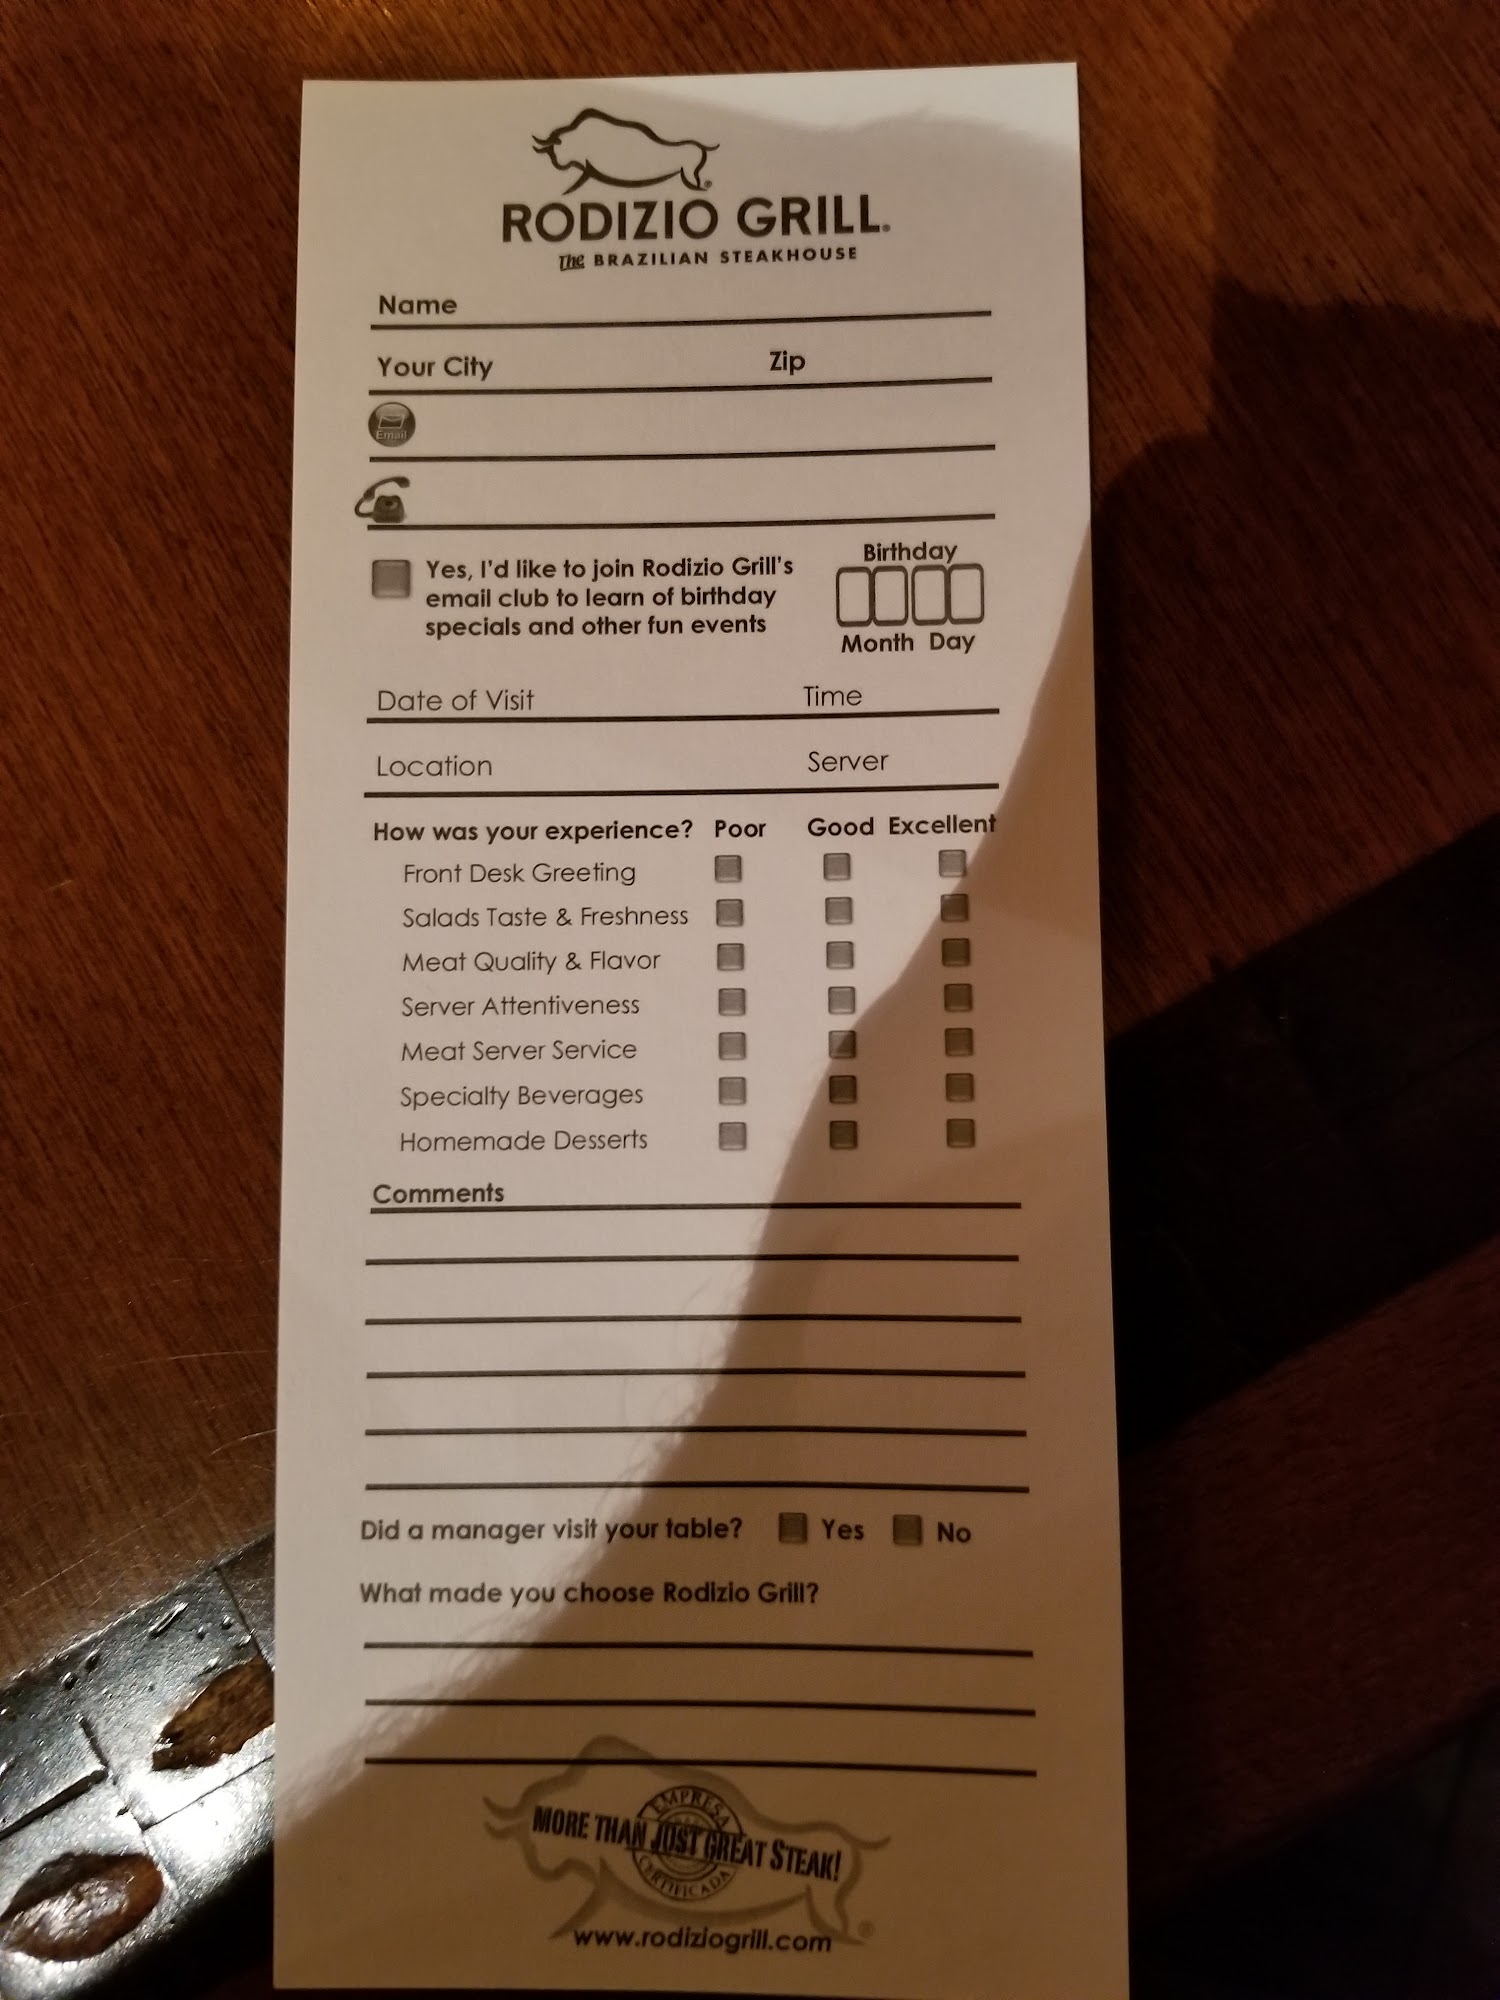 RODIZIO GRILL®
The BRAZILIAN STEAKHOUSE
Name
Your City Zip
Email
Yes, I'd like to join Rodizio Grill's
email club to learn of birthday
specials and other fun events
Birthday
Month Day
Date of Visit Time
Location Server
How was your experience? Poor Good Excellent
Front Desk Greeting
Salads Taste & Freshness
Meat Quality & Flavor
Server Attentiveness
Meat Server Service
Specialty Beverages
Homemade Desserts
Comments
Did a manager visit your table? Yes No
What made you choose Rodizio Grill?
EMPRESA
MORE THAN JUST GREAT STEAK!
CERTIFICADA
®
www.rodiziogrill.com